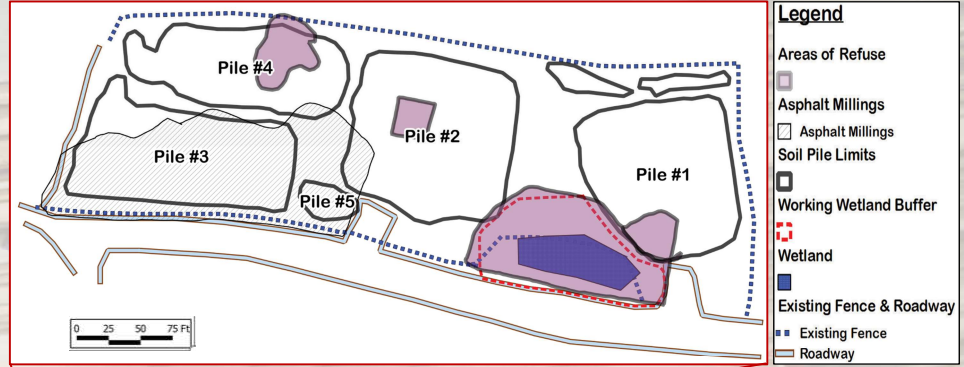 Pile #4
Pile #2
Pile #3
Pile #1
Pile #5
0 25 50 75 Ft
Legend
Areas of Refuse
Asphalt Millings
Asphalt Millings
Soil Pile Limits
Working Wetland Buffer
Wetland
Existing Fence & Roadway
Existing Fence
Roadway